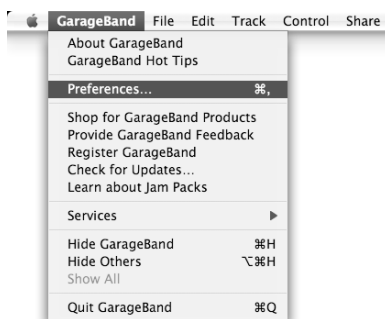 GarageBand File Edit Track Control Share
About GarageBand
GarageBand Hot Tips
Preferences... ⌘,
Shop for GarageBand Products
Provide GarageBand Feedback
Register GarageBand
Check for Updates...
Learn about Jam Packs
Services ▶
Hide GarageBand ⌘H
Hide Others ⌥⌘H
Show All
Quit GarageBand ⌘Q